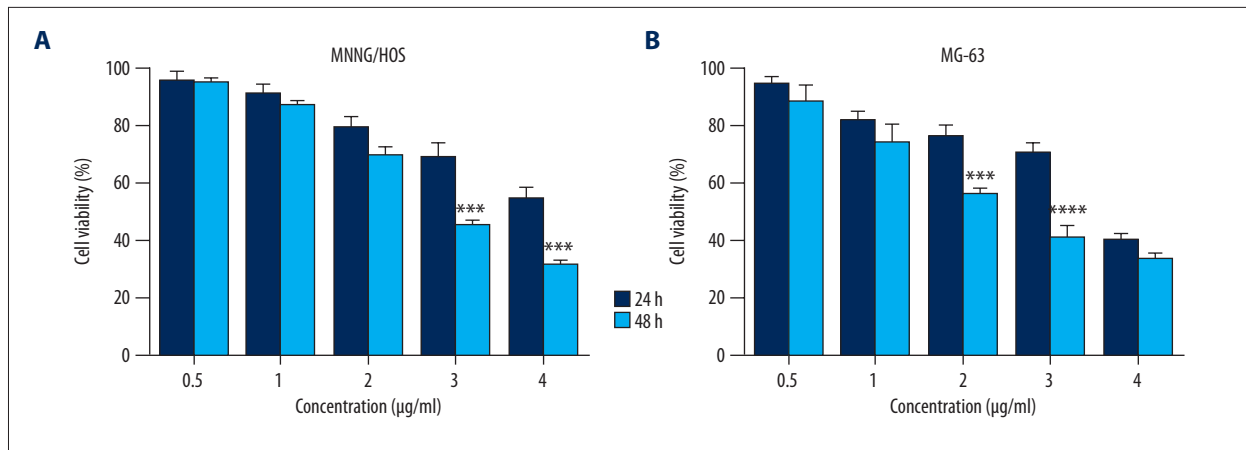 A
MNNG/HOS
100
80
60
40
20
0
Cell viability (%)
***
***
0.5 1 2 3 4
Concentration (µg/ml)
24 h
48 h
B
MG-63
100
80
60
40
20
0
Cell viability (%)
***
****
0.5 1 2 3 4
Concentration (µg/ml)